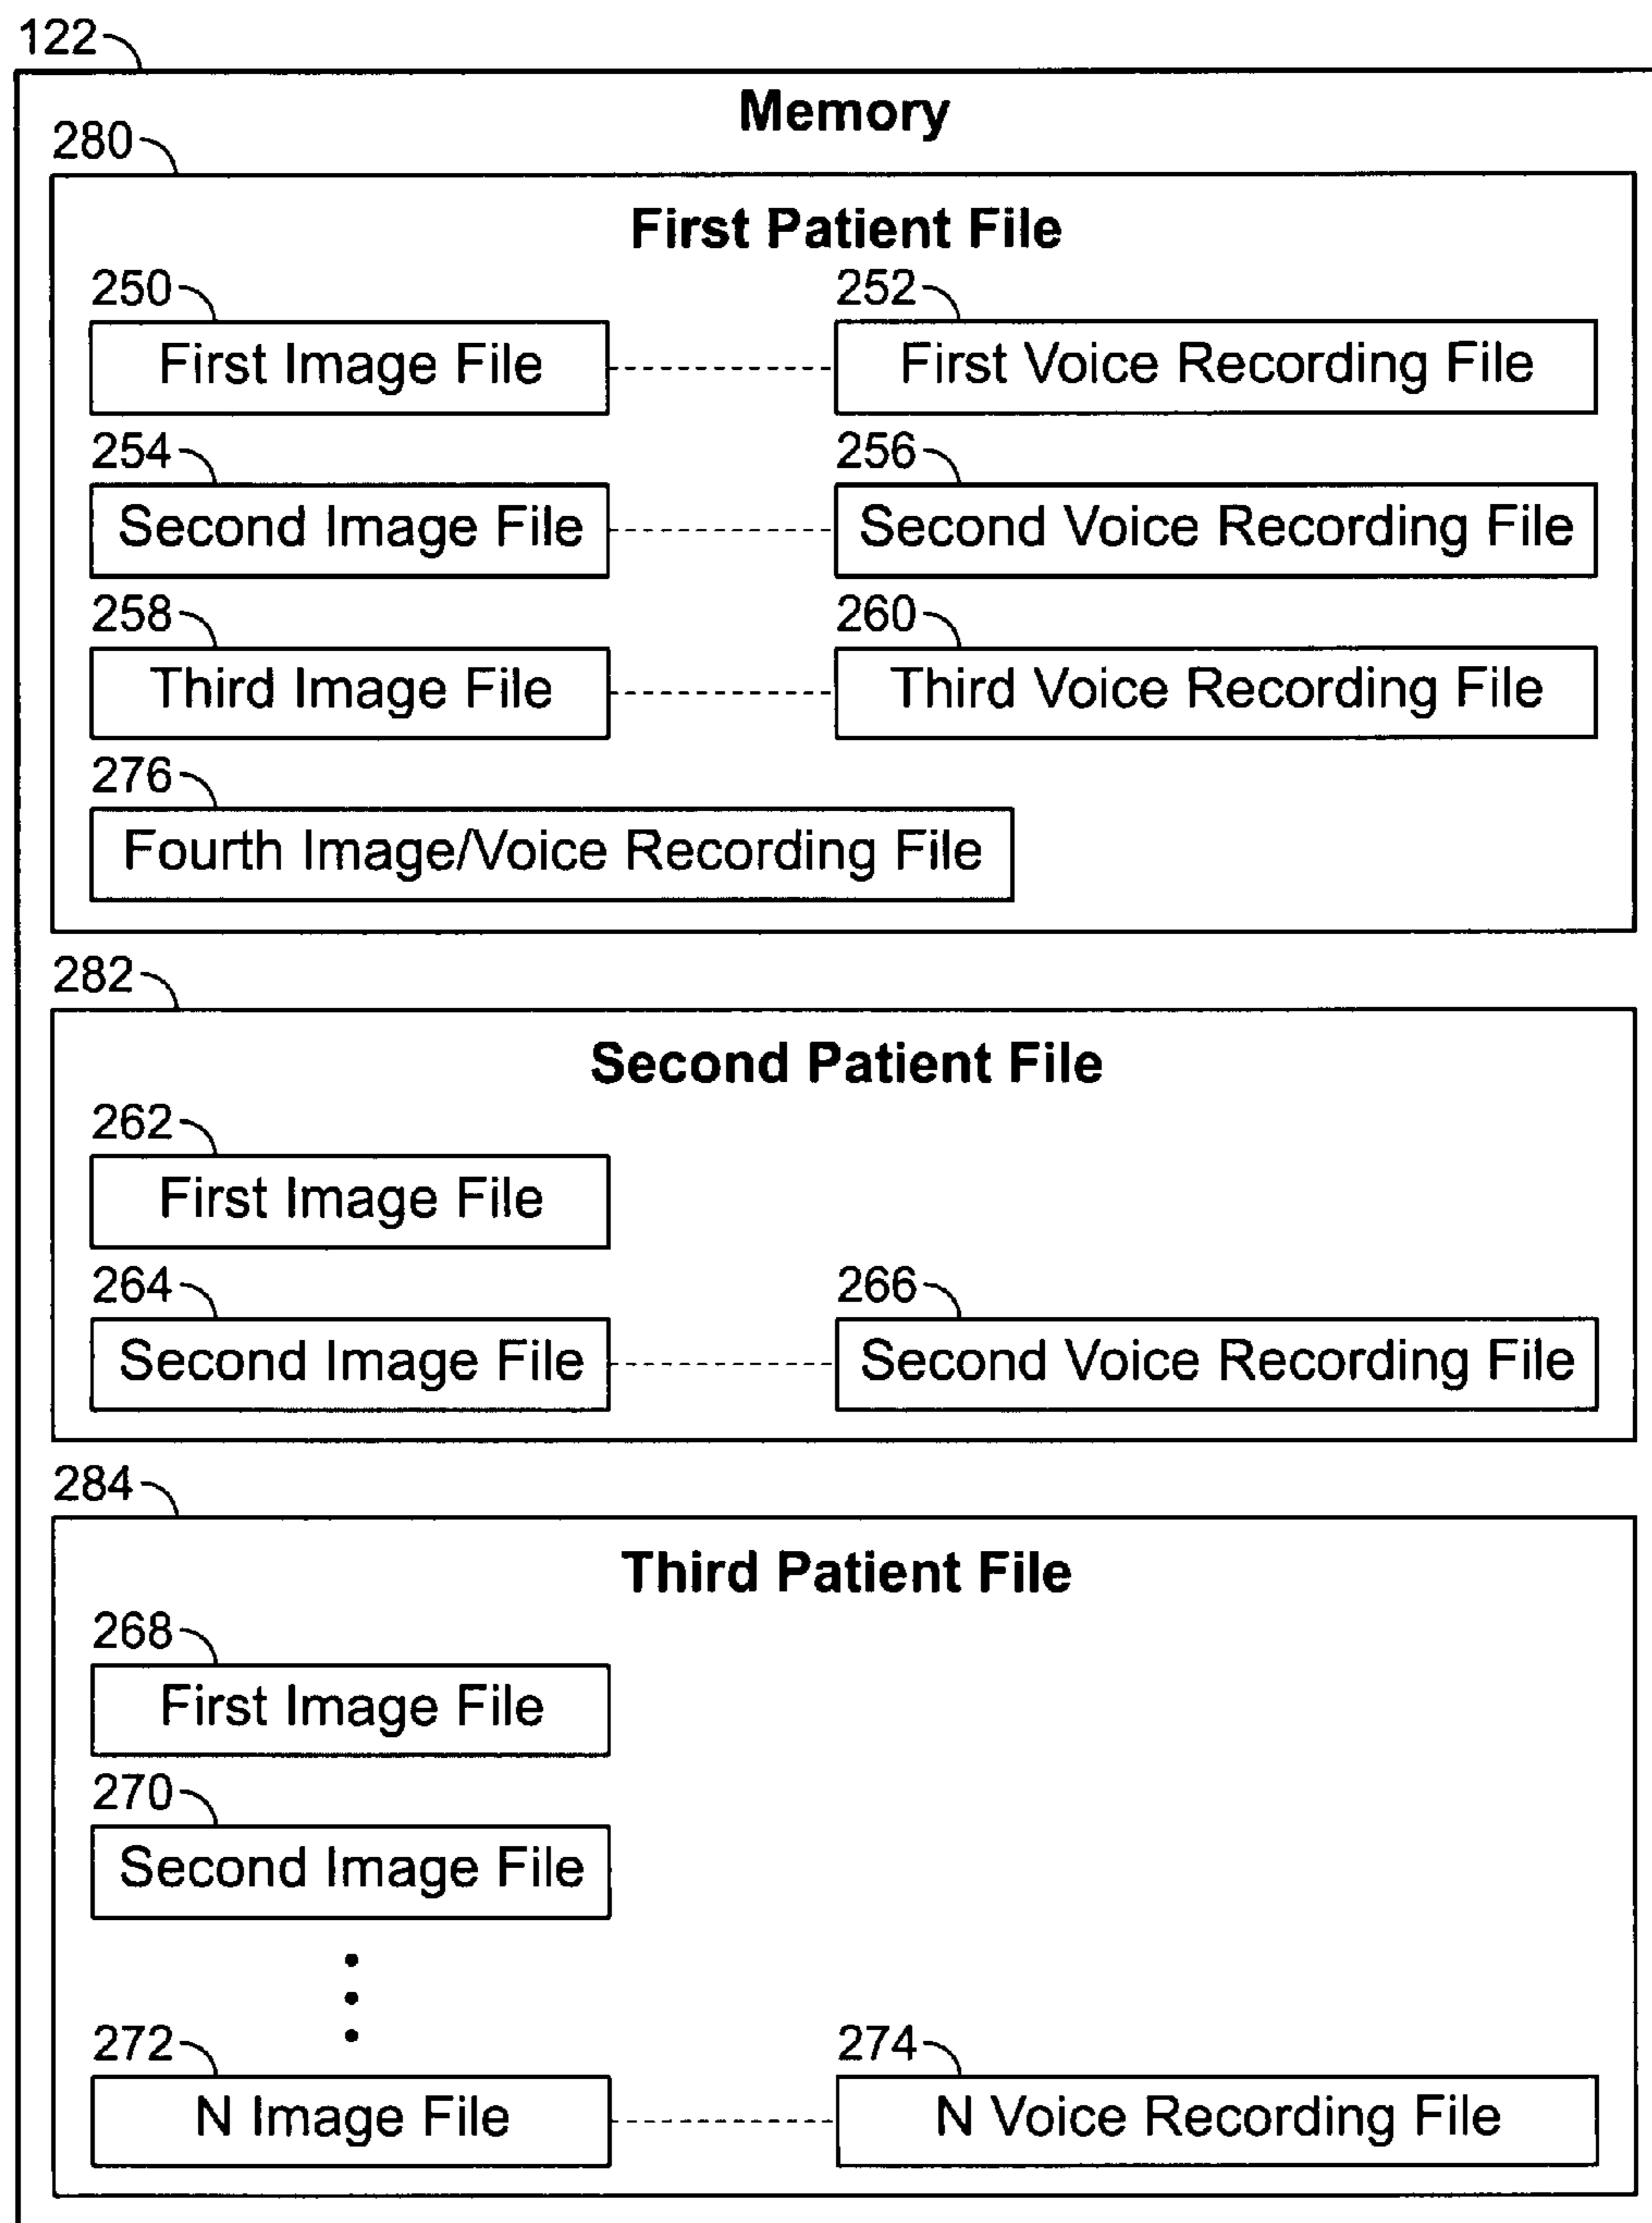 122
Memory
280
First Patient File
250 252
First Image File First Voice Recording File
254 256
Second Image File Second Voice Recording File
258 260
Third Image File Third Voice Recording File
276
Fourth Image/Voice Recording File
282
Second Patient File
262
First Image File
264 266
Second Image File Second Voice Recording File
284
Third Patient File
268
First Image File
270
Second Image File
272 274
N Image File N Voice Recording File